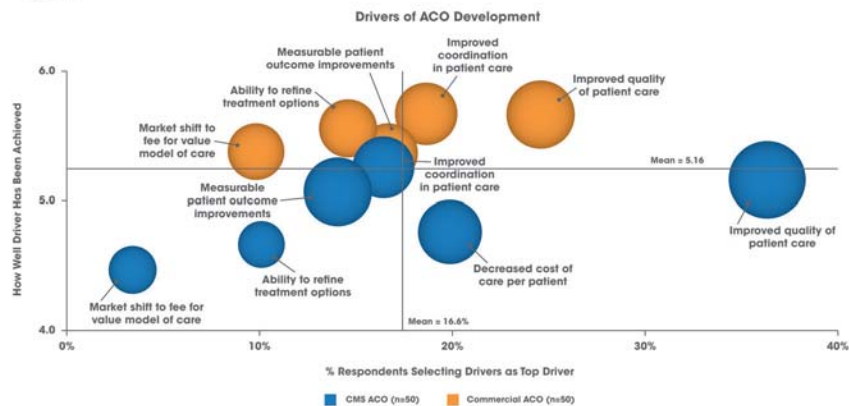 Drivers of ACO Development
How Well Driver Has Been Achieved
6.0
5.0
4.0
Measurable patient
outcome improvements
Improved
coordination
in patient care
Improved quality
of patient care
Ability to refine
treatment options
Market shift to
fee for value
model of care
Mean = 5.16
Improved
coordination
in patient care
Measurable
patient outcome
improvements
Improved quality of
patient care
Decreased cost of
care per patient
Ability to refine
treatment options
Market shift to fee for
value model of care
Mean = 16.6%
0%
10%
20%
30%
40%
% Respondents Selecting Drivers as Top Driver
CMS ACO (n=50)
Commercial ACO (n=50)